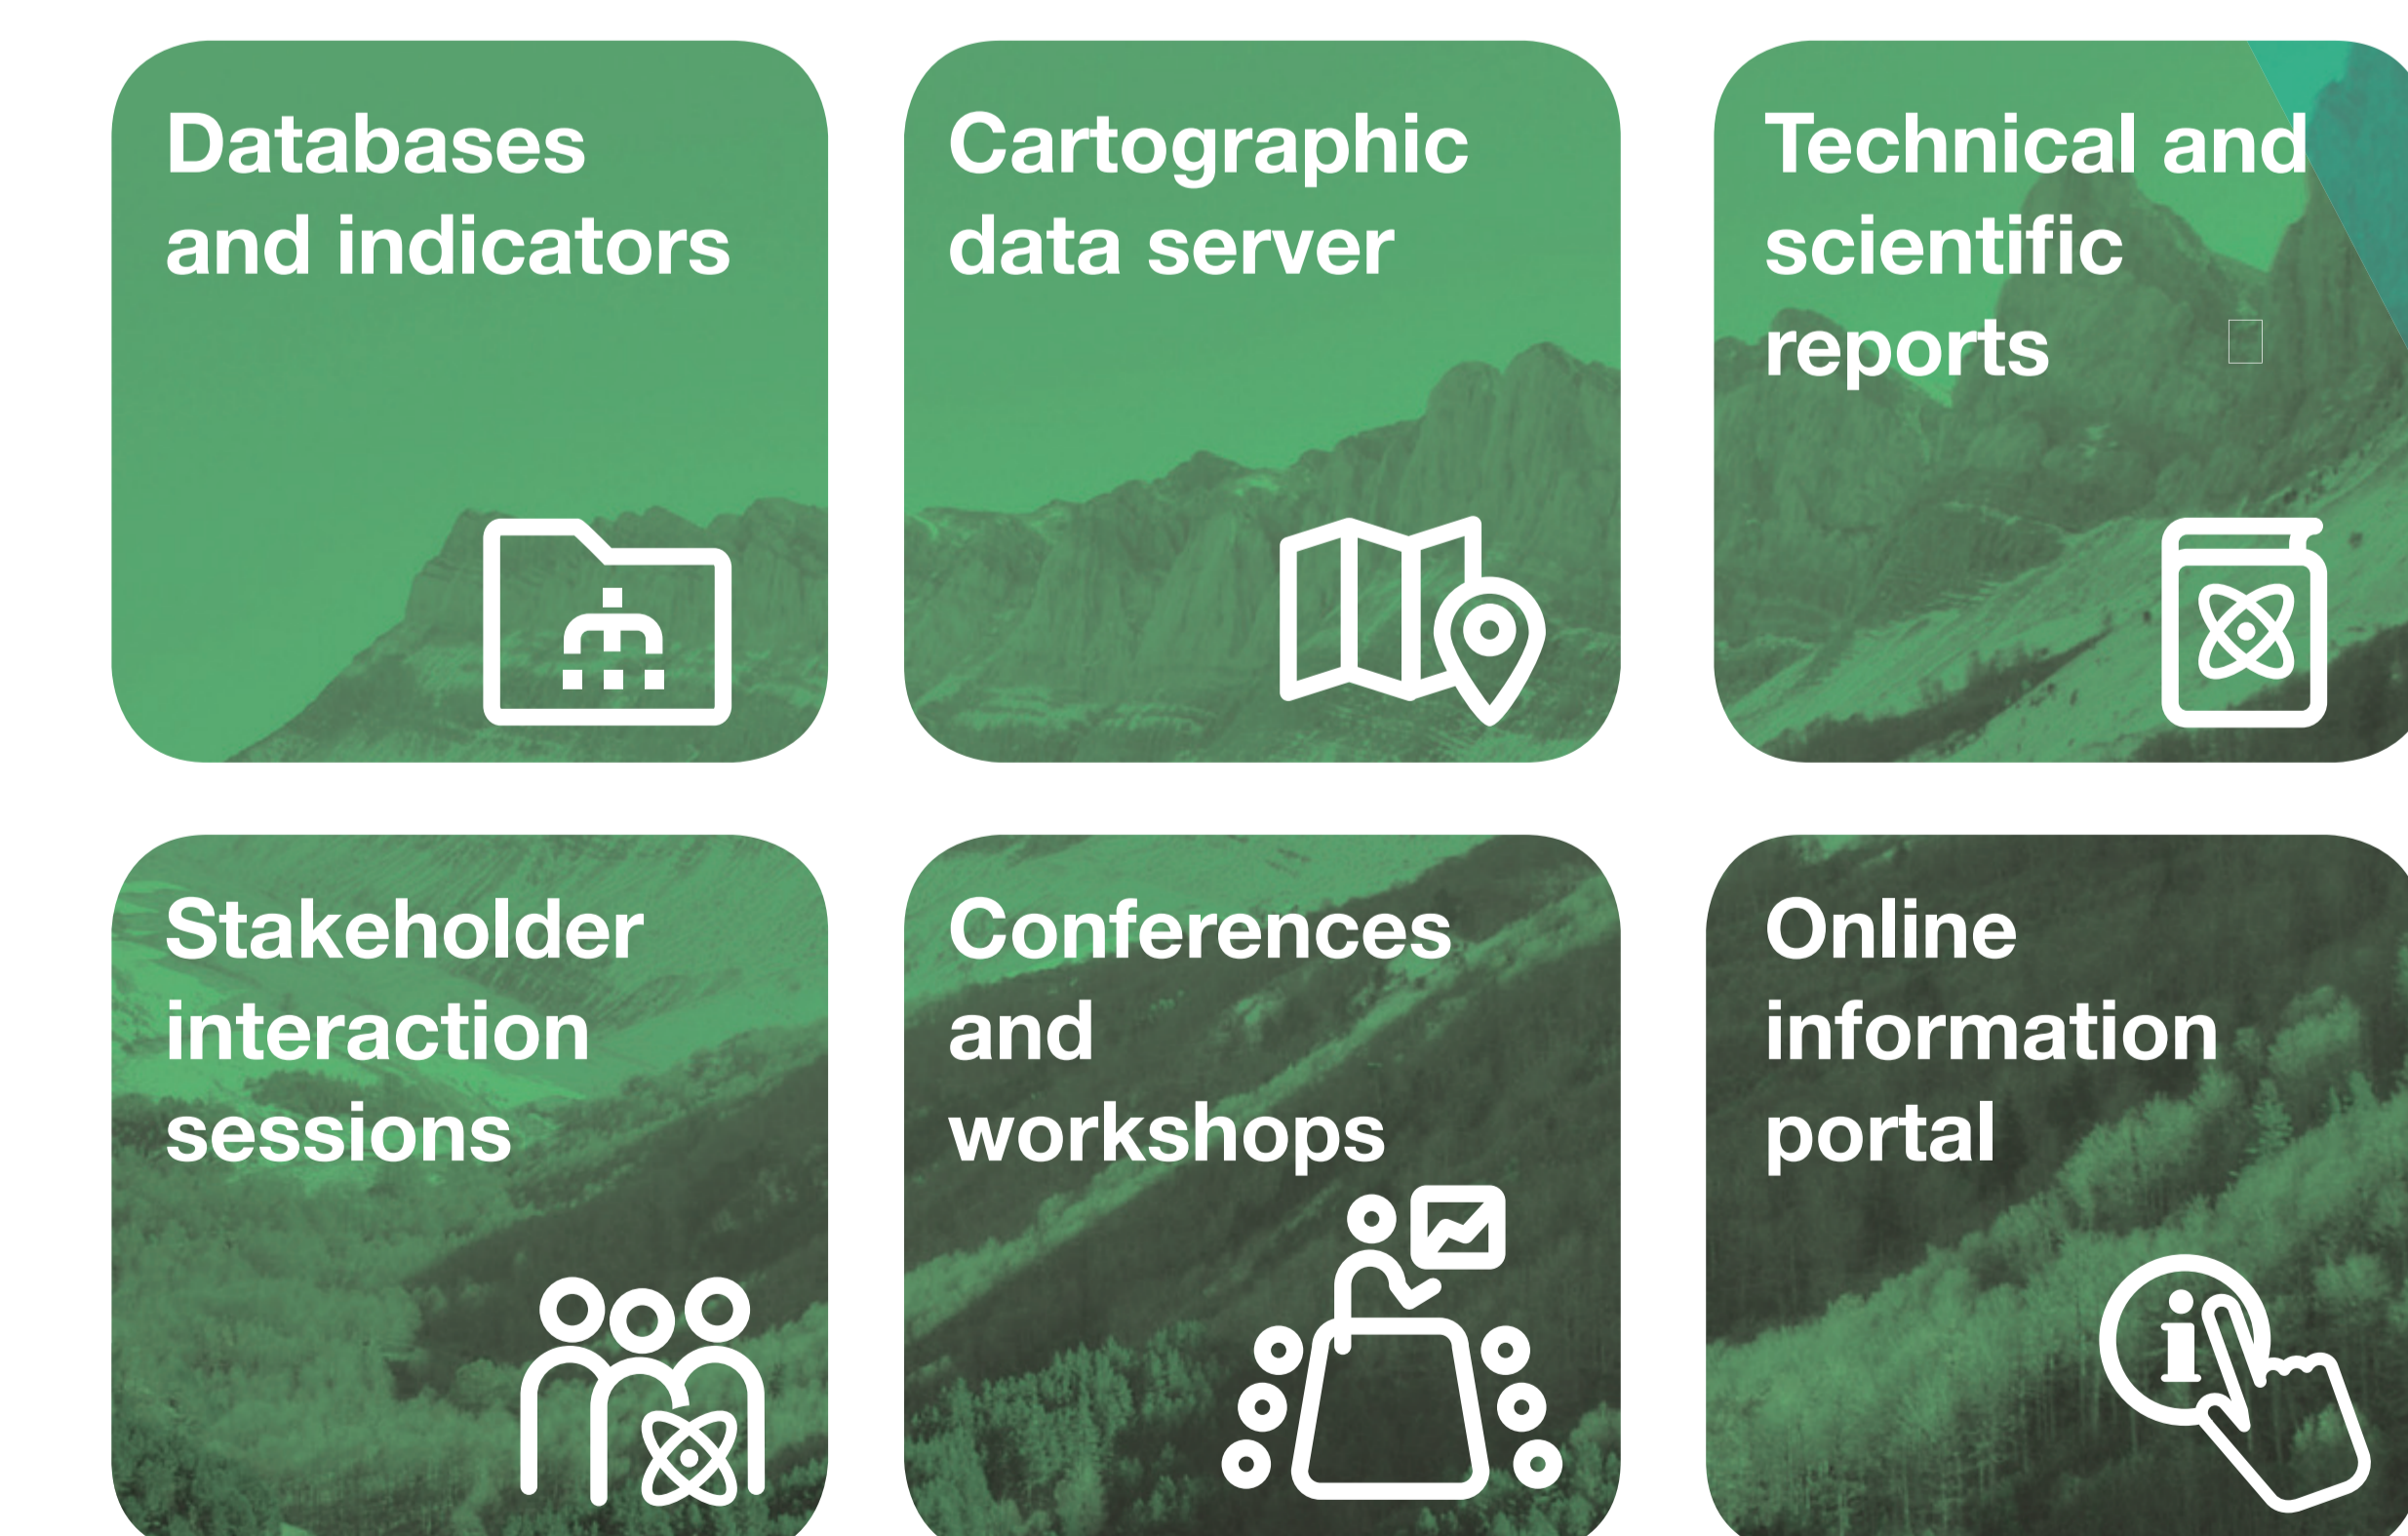 Databases
and indicators
Cartographic
data server
Technical and
scientific
reports
Stakeholder
interaction
sessions
Conferences
and
workshops
Online
information
portal